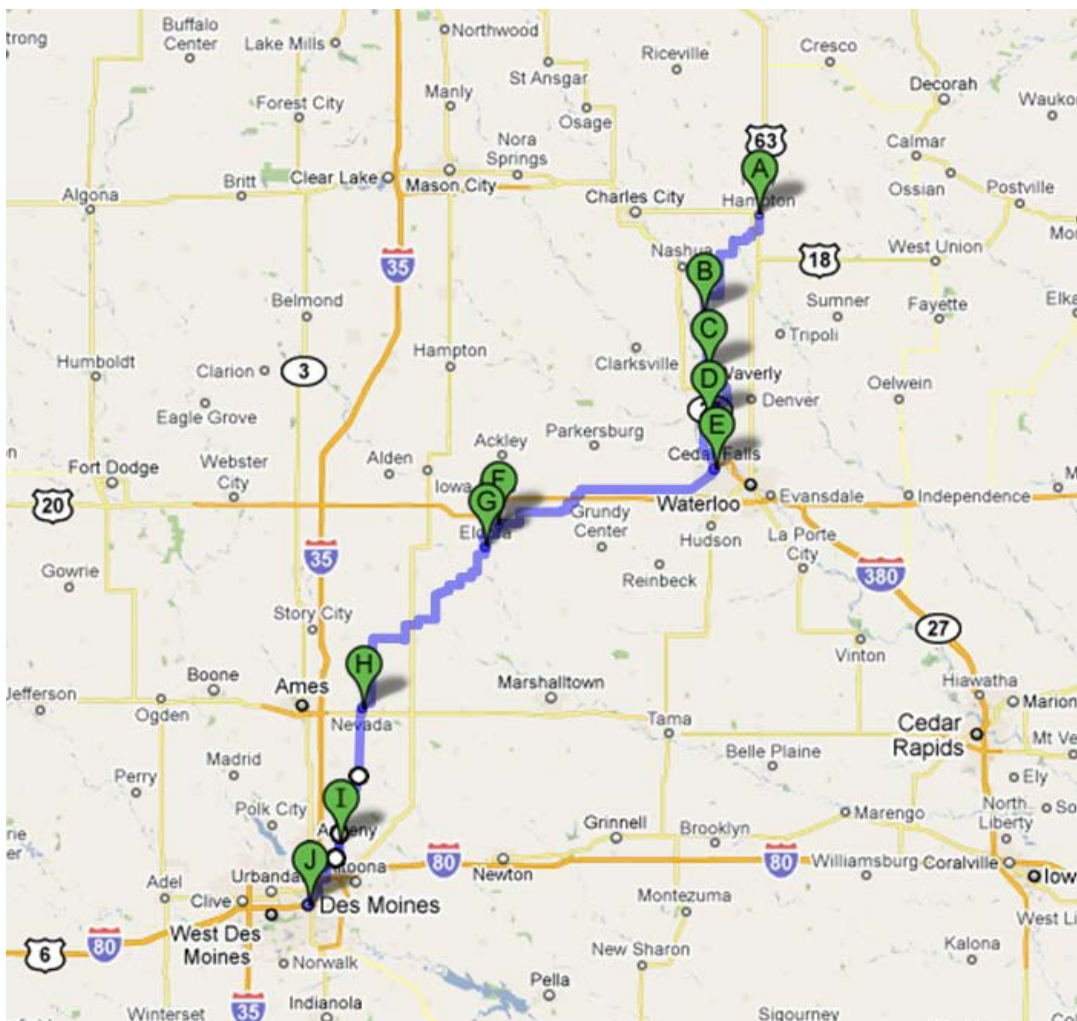 Buffalo
Center
Lake Mills
Northwood
Riceville
Cresco
St Ansgar
Decorah
Forest City
Manly
Osage
Waukon
Calmar
63
Nora
Springs
A
Clear Lake
Mason City
Ossian
Postville
Algona
Britt
Charles City
Hampton
Nashua
West Union
35
18
B
Belmond
Sumner
Fayette
Elka
C
Tripoli
Humboldt
3
Clarion
Hampton
Clarksville
D
Waverly
Oelwein
Denver
Eagle Grove
E
Ackley
Parkersburg
Cedar Falls
Fort Dodge
Webster
City
Alden
F
Iowa
G
20
Waterloo
Evansdale
Independence
Grundy
Center
Eldora
Hudson
La Porte
City
35
Gowrie
Reinbeck
380
Story City
27
Vinton
H
Boone
Jefferson
Ames
Marshalltown
Hiawatha
Marion
Ogden
Nevada
Tama
Cedar
Rapids
Mt Ve
Belle Plaine
Madrid
Perry
Ely
I
Polk City
Marengo
North
Liberty
Grinnell
Brooklyn
J
80
80
Williamsburg
Coralville
Newton
Urbanda
Adel
Clive
Des Moines
Montezuma
West Des
Moines
West Li
6
80
New Sharon
Kalona
Norwalk
Pella
Indianola
35
Winterset
Sigourney